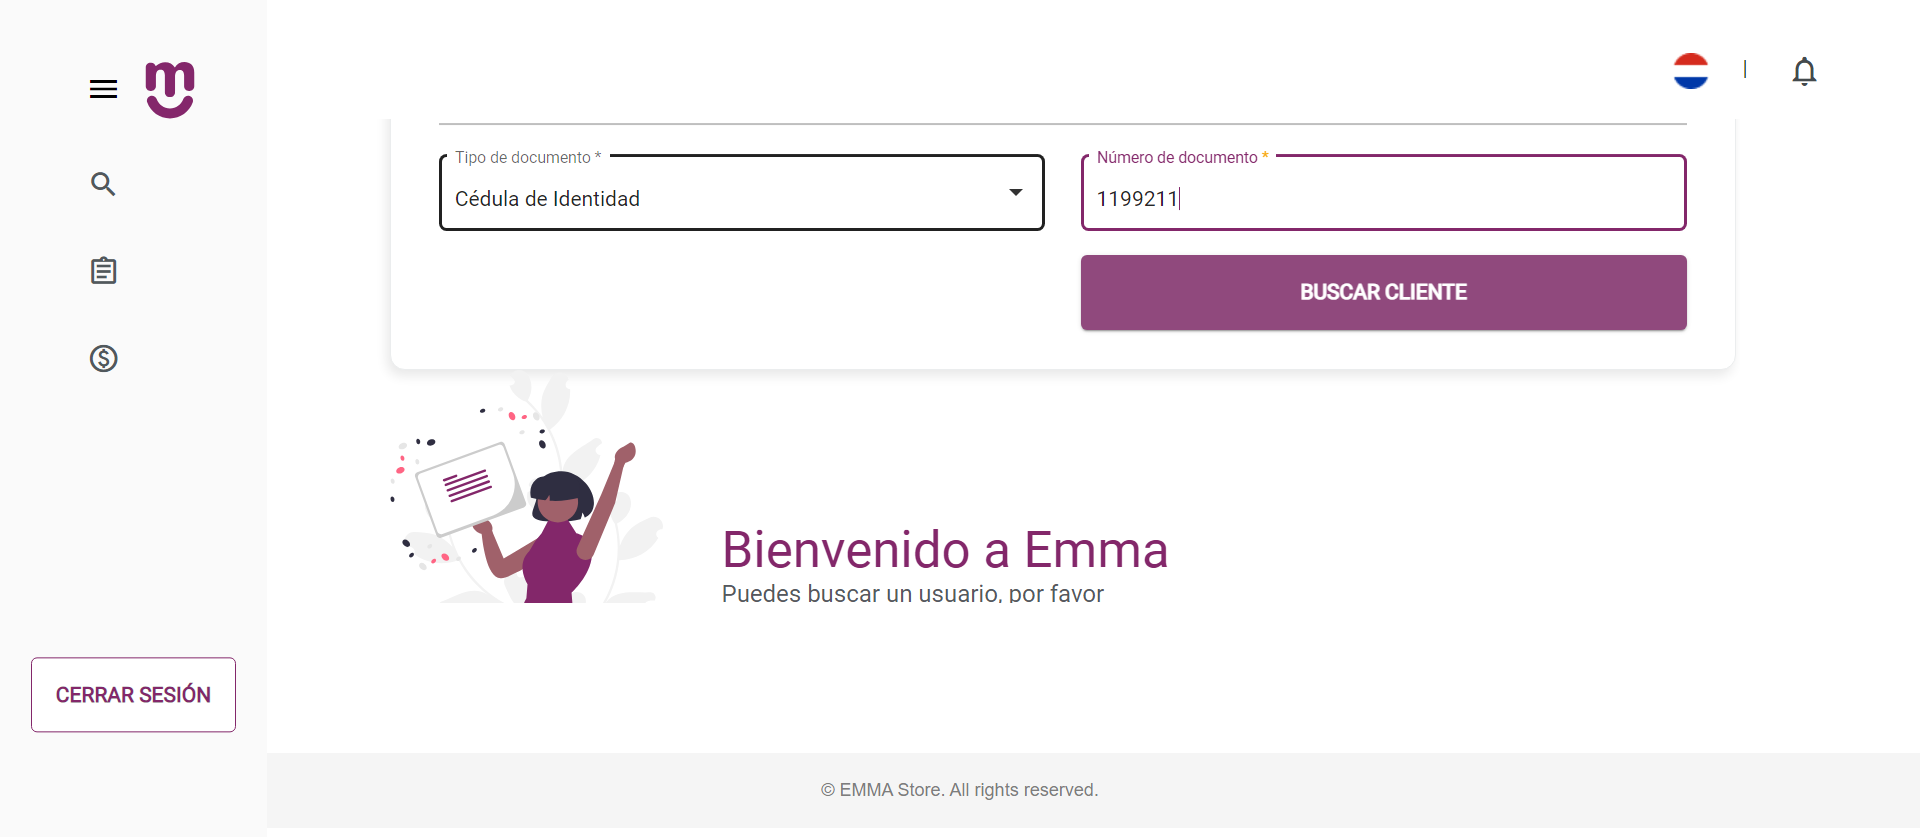 Tipo de documento *
Número de documento *
Cédula de Identidad
1199211
BUSCAR CLIENTE
Bienvenido a Emma
Puedes buscar un usuario, por favor
CERRAR SESIÓN
© EMMA Store. All rights reserved.